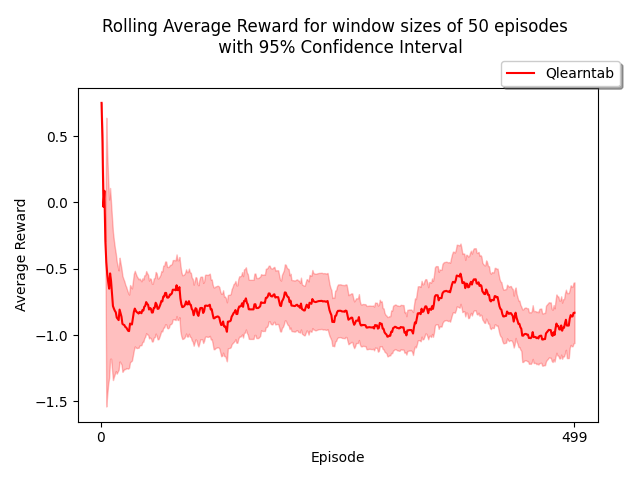 Rolling Average Reward for window sizes of 50 episodes
with 95% Confidence Interval
Qlearntab
0.5
0.0
−0.5
−1.0
−1.5
Average Reward
0
499
Episode